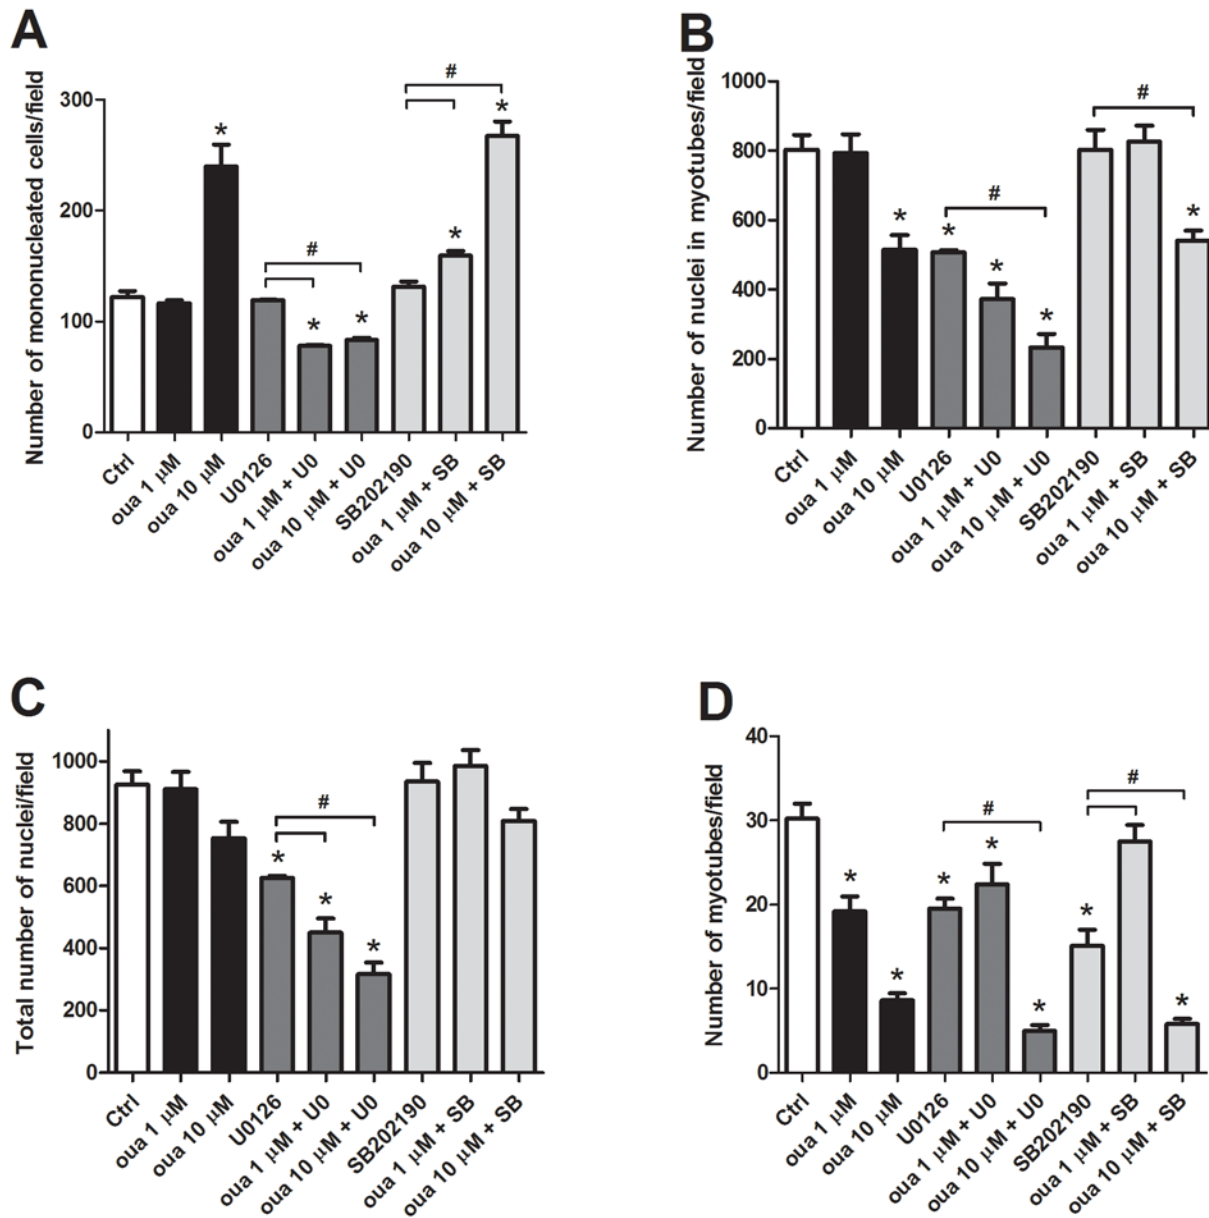 A
Number of mononucleated cells/field
300
200
100
0
#
#
*
*
*
*
*
Ctrl
oua 1 μM
oua 10 μM
U0126
oua 1 μM + U0
oua 10 μM + U0
SB202190
oua 1 μM + SB
oua 10 μM + SB
B
Number of nuclei in myotubes/field
1000
800
600
400
200
0
#
#
*
*
*
*
*
Ctrl
oua 1 μM
oua 10 μM
U0126
oua 1 μM + U0
oua 10 μM + U0
SB202190
oua 1 μM + SB
oua 10 μM + SB
C
Total number of nuclei/field
1000
800
600
400
200
0
#
*
*
*
Ctrl
oua 1 μM
oua 10 μM
U0126
oua 1 μM + U0
oua 10 μM + U0
SB202190
oua 1 μM + SB
oua 10 μM + SB
D
Number of myotubes/field
40
30
20
10
0
#
#
*
*
*
*
*
*
*
Ctrl
oua 1 μM
oua 10 μM
U0126
oua 1 μM + U0
oua 10 μM + U0
SB202190
oua 1 μM + SB
oua 10 μM + SB